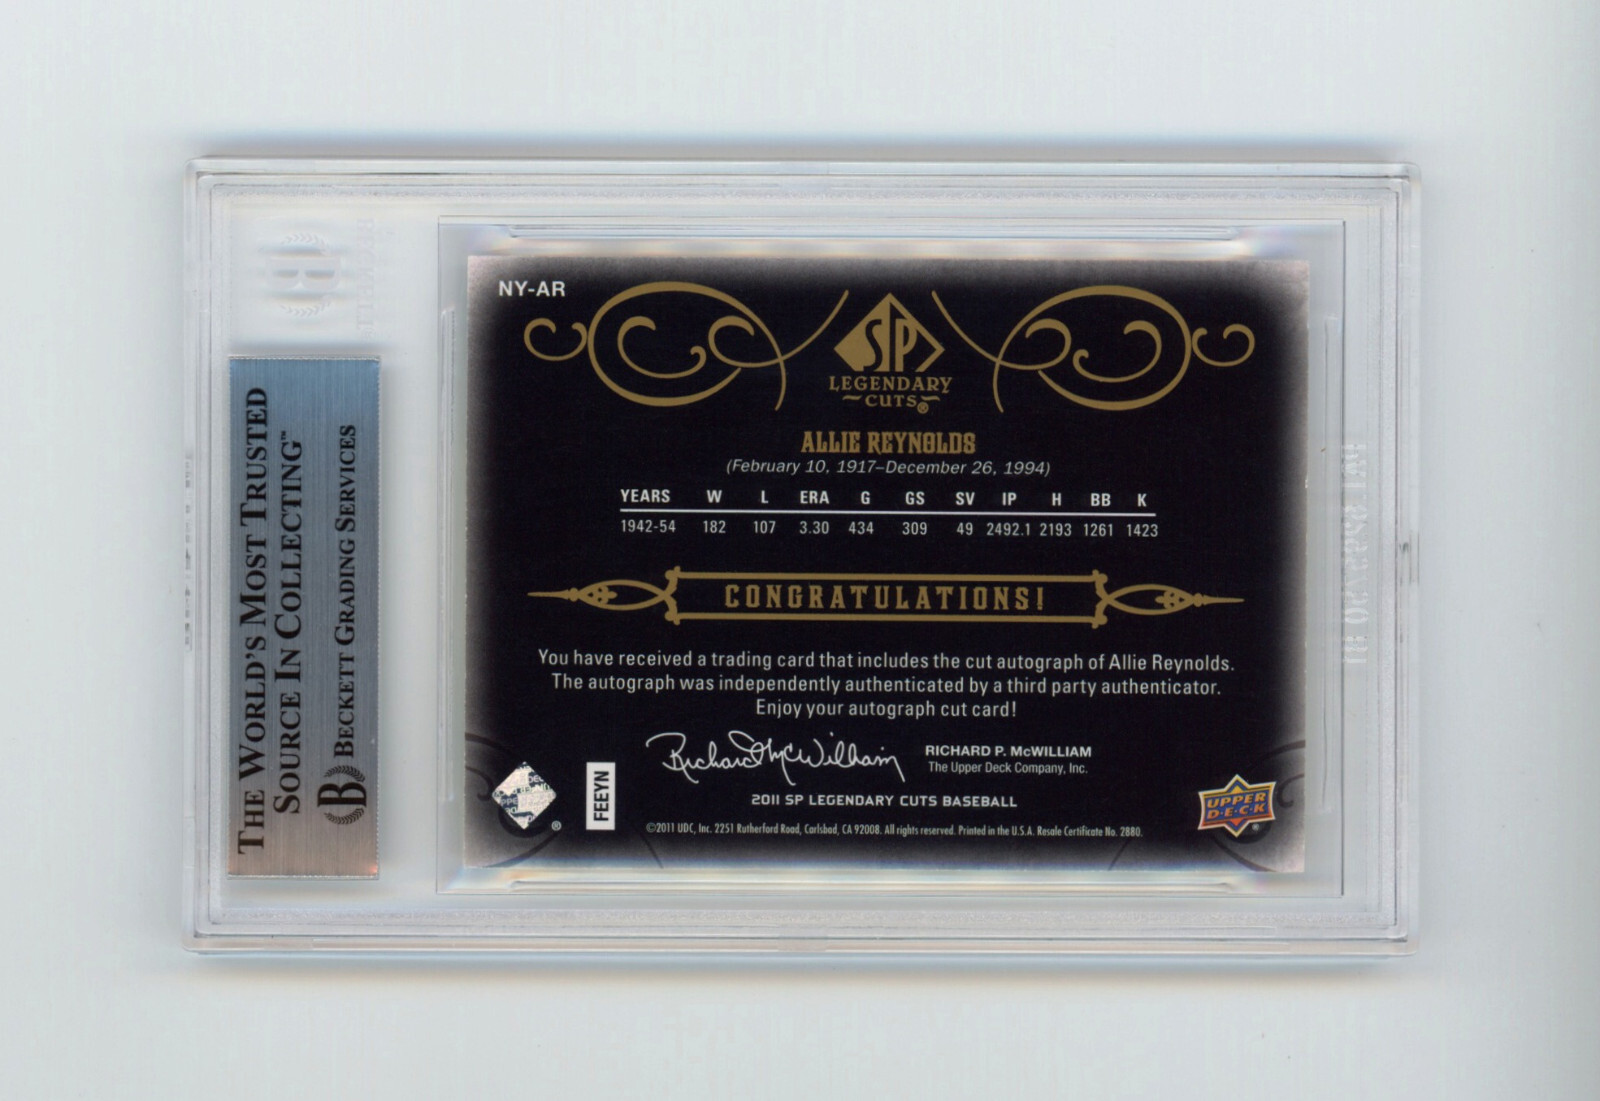 THE WORLD'S MOST TRUSTED
SOURCE IN COLLECTING™
B BECKETT GRADING SERVICES
NY-AR
SP
LEGENDARY
CUTS®
ALLIE REYNOLDS
(February 10, 1917–December 26, 1994)
YEARS W L ERA G GS SV IP H BB K
1942-54 182 107 3.30 434 309 49 2492.1 2193 1261 1423
CONGRATULATIONS!
You have received a trading card that includes the cut autograph of Allie Reynolds.
The autograph was independently authenticated by a third party authenticator.
Enjoy your autograph cut card!
Richard McWilliam
RICHARD P. McWILLIAM
The Upper Deck Company, Inc.
2011 SP LEGENDARY CUTS BASEBALL
©2011 UDC, Inc. 2251 Rutherford Road, Carlsbad, CA 92008. All rights reserved. Printed in the U.S.A. Resale Certificate No. 2880.
FEEYN
UPPER
DECK